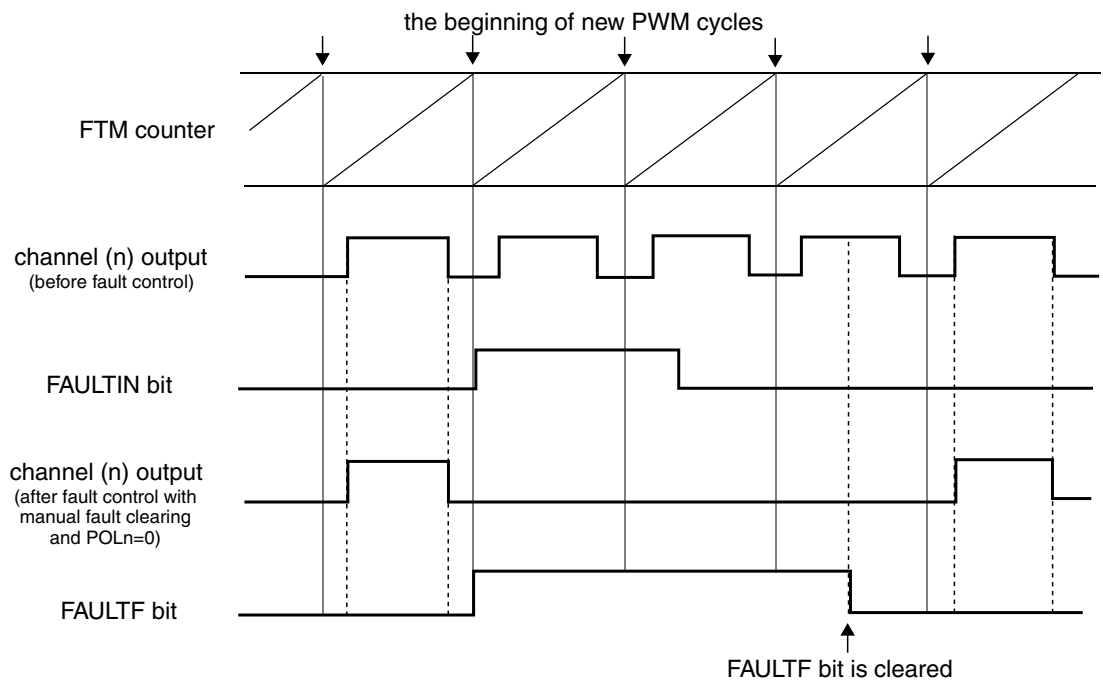 the beginning of new PWM cycles
FTM counter
channel (n) output
(before fault control)
FAULTIN bit
channel (n) output
(after fault control with
manual fault clearing
and POLn=0)
FAULTF bit
FAULTF bit is cleared